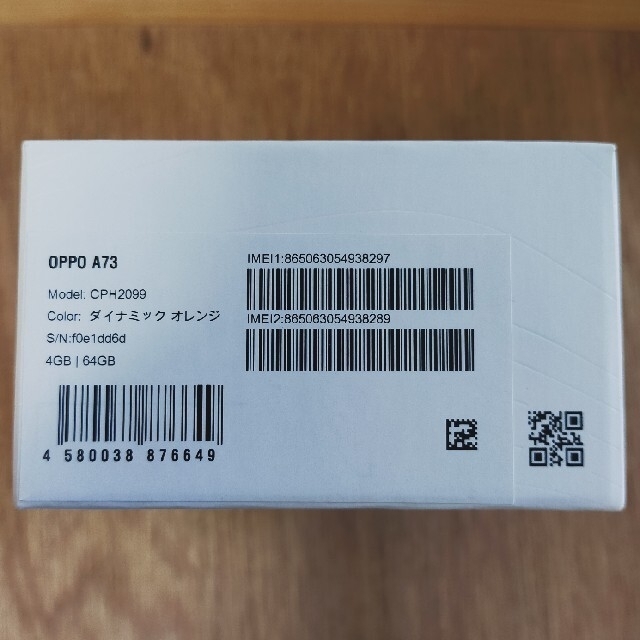 OPPO A73
Model: CPH2099
Color: ダイナミック オレンジ
S/N:f0e1dd6d
4GB | 64GB
4 580038 876649
IMEI1:865063054938297
IMEI2:865063054938289